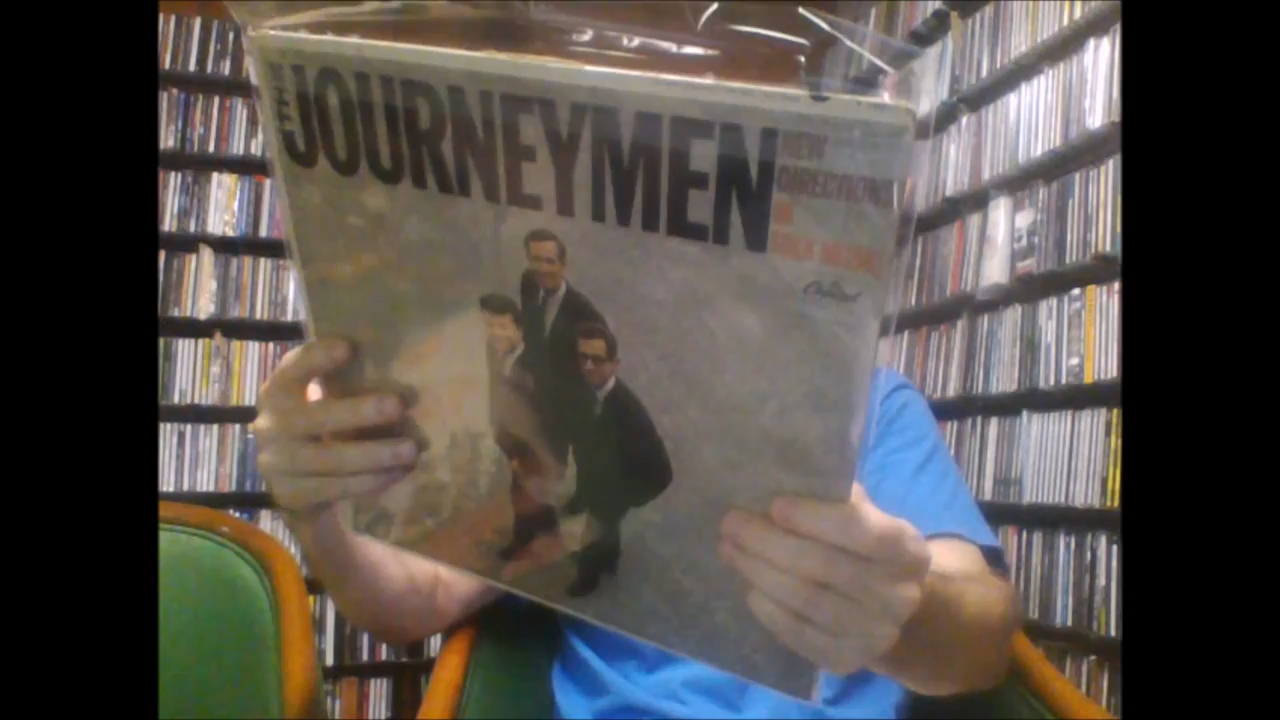 THE JOURNEYMEN
NEW
DIRECTIONS
IN
FOLK MUSIC
Capitol